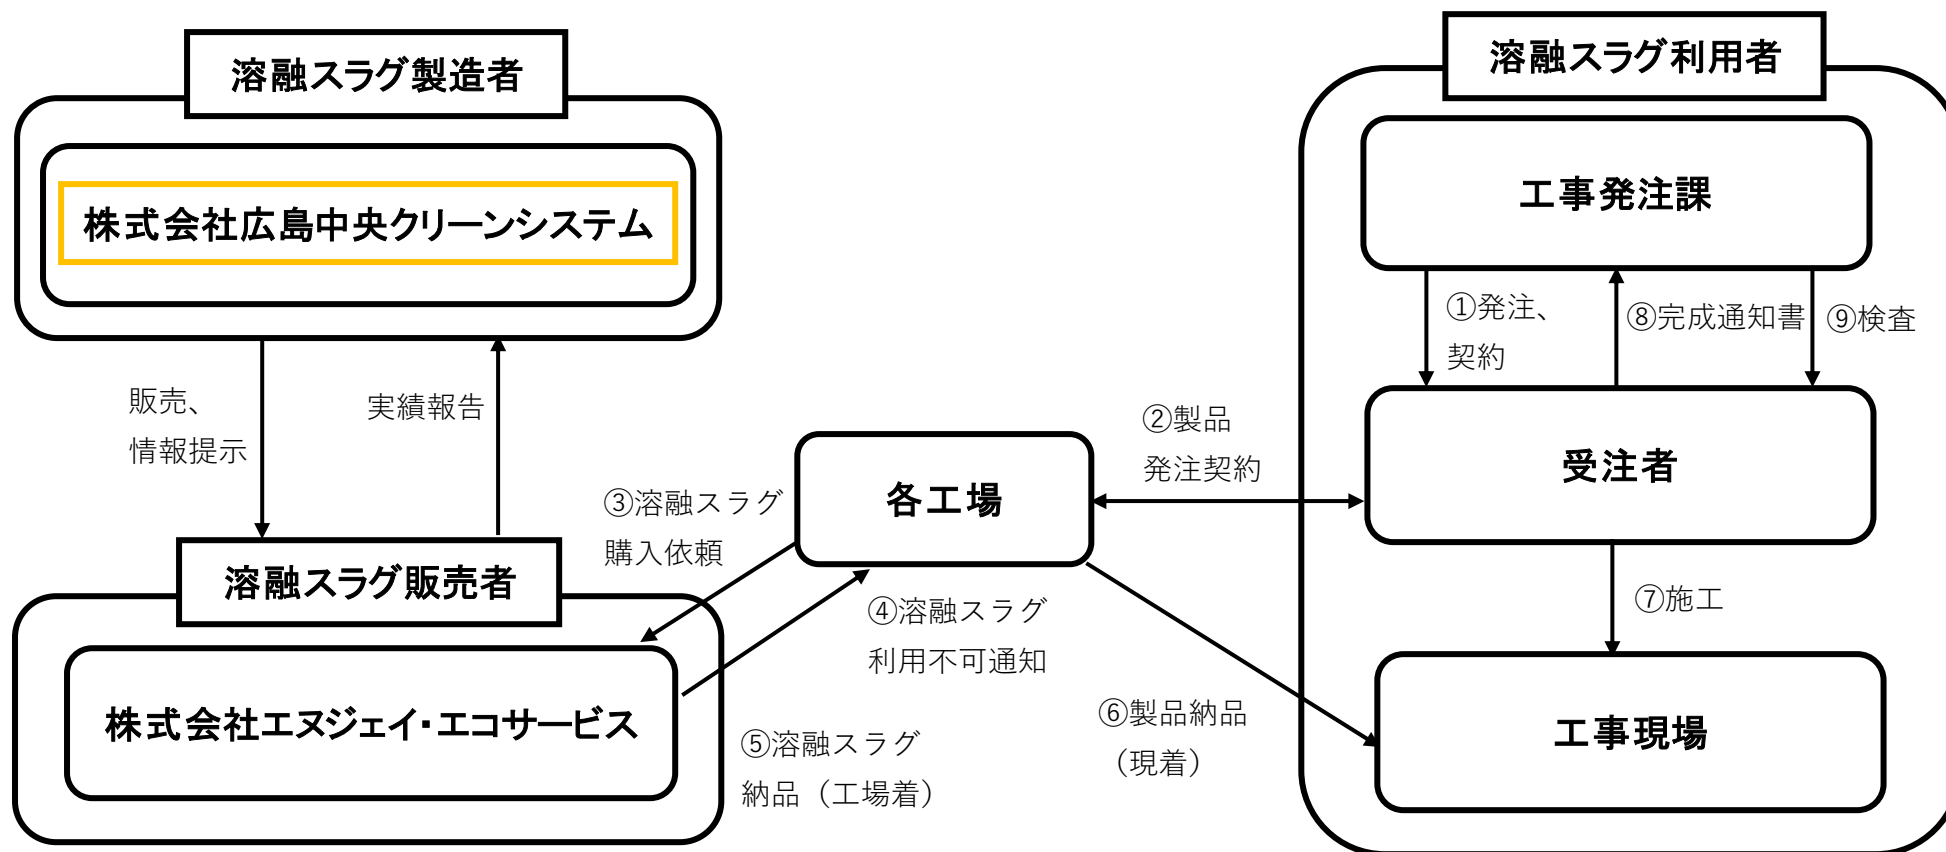 溶融スラグ製造者
株式会社広島中央クリーンシステム
販売、
情報提示
実績報告
溶融スラグ販売者
株式会社エヌジェイ・エコサービス
③溶融スラグ
購入依頼
④溶融スラグ
利用不可通知
⑤溶融スラグ
納品（工場着）
各工場
②製品
発注契約
⑥製品納品
（現着）
溶融スラグ利用者
工事発注課
①発注、
契約
⑧完成通知書
⑨検査
受注者
⑦施工
工事現場